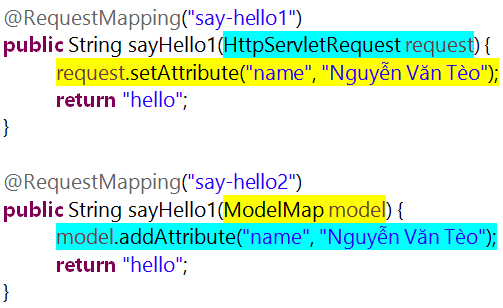 @RequestMapping("say-hello1")
public String sayHello1(HttpServletRequest request) {
request.setAttribute("name", "Nguyễn Văn Tèo");
return "hello";
}
@RequestMapping("say-hello2")
public String sayHello1(ModelMap model) {
model.addAttribute("name", "Nguyễn Văn Tèo");
return "hello";
}